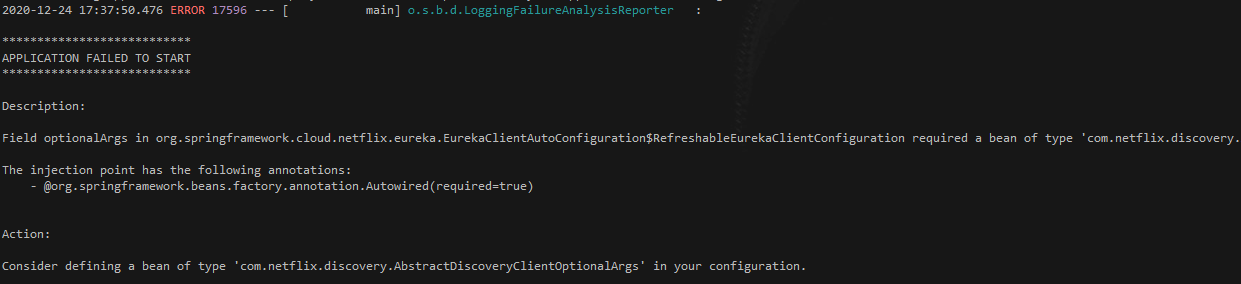 2020-12-24 17:37:50.476 ERROR 17596 --- [           main] o.s.b.d.LoggingFailureAnalysisReporter   :
***************************
APPLICATION FAILED TO START
***************************
Description:
Field optionalArgs in org.springframework.cloud.netflix.eureka.EurekaClientAutoConfiguration$RefreshableEurekaClientConfiguration required a bean of type 'com.netflix.discovery.
The injection point has the following annotations:
    - @org.springframework.beans.factory.annotation.Autowired(required=true)
Action:
Consider defining a bean of type 'com.netflix.discovery.AbstractDiscoveryClientOptionalArgs' in your configuration.